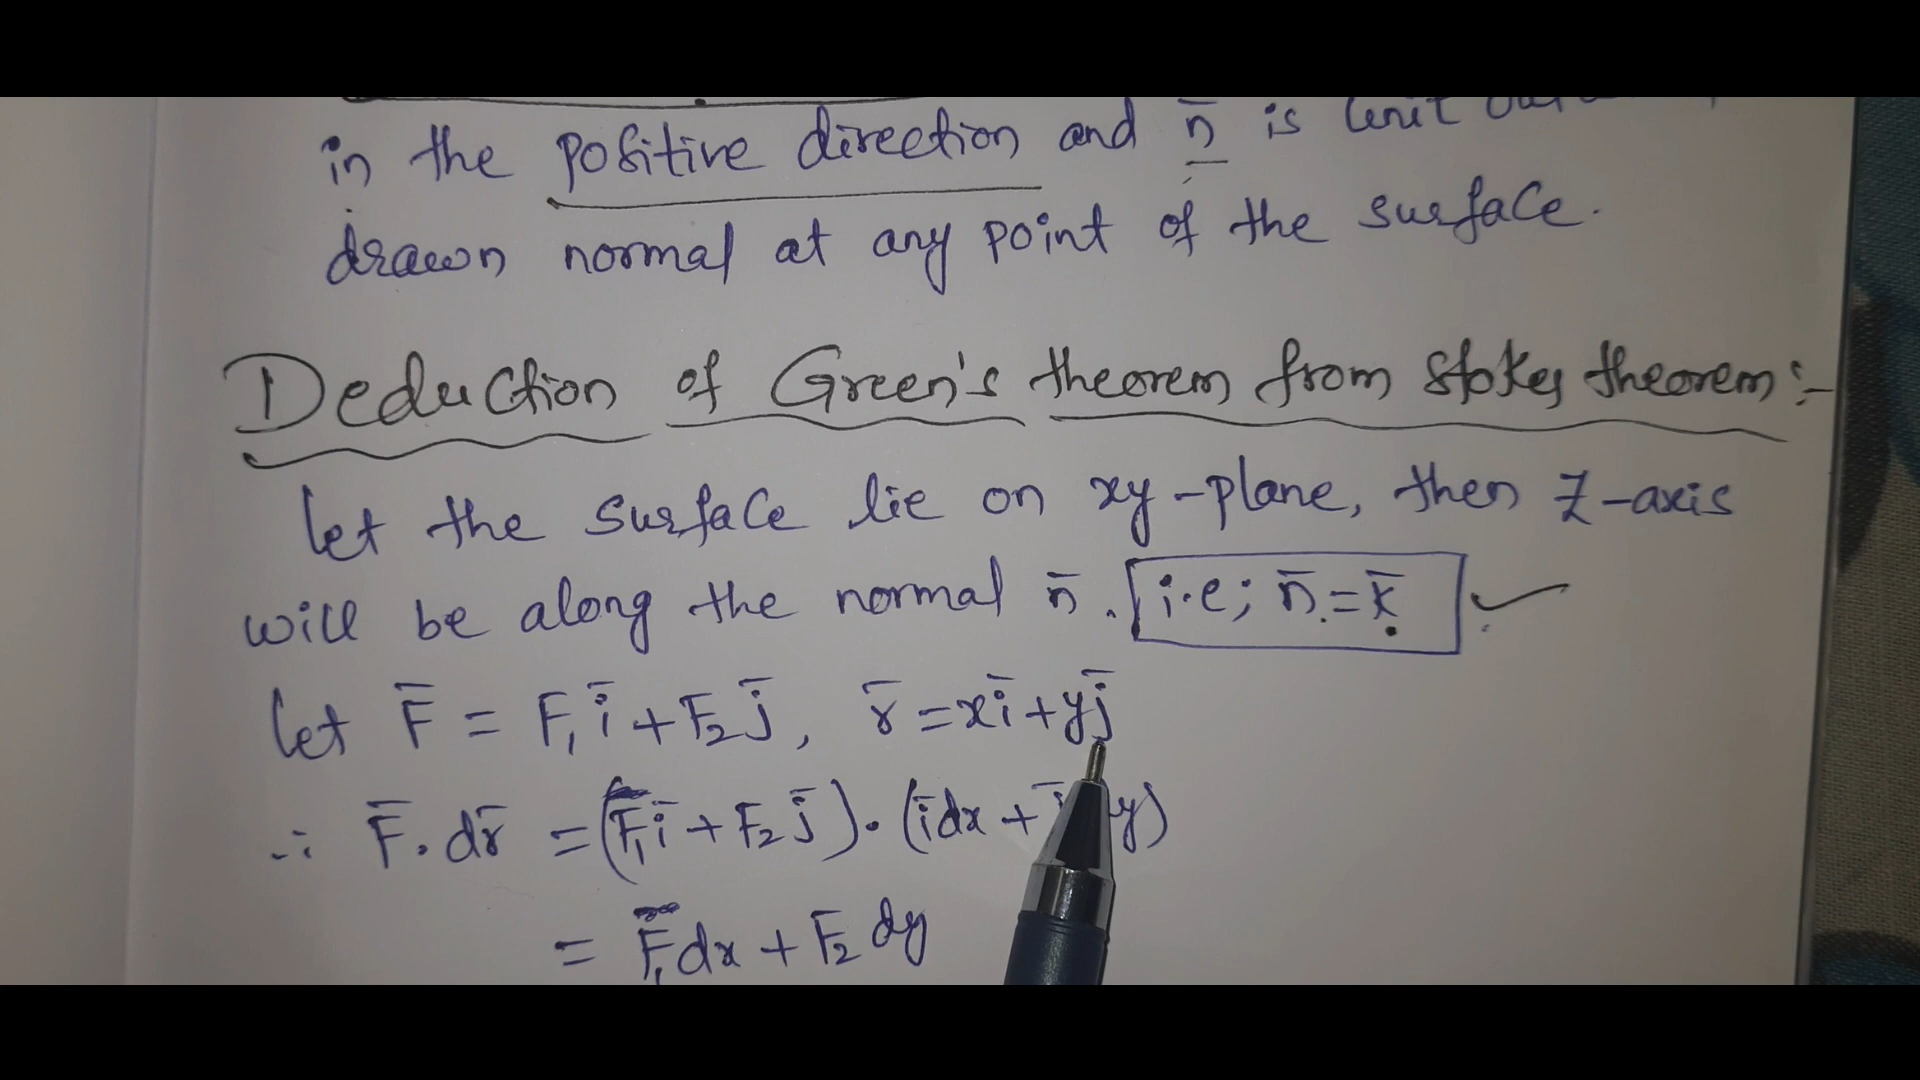 in the positive direction and n̄ is unit
drawn normal at any point of the surface.
Deduction of Green's theorem from Stokes theorem:-
let the surface lie on xy-plane, then z-axis
will be along the normal n̄. i.e; n̄ = k̄
let F̄ = F₁ī + F₂j̄, r̄ = xī + yj̄
∴ F̄. dr̄ = (F₁ī + F₂j̄). (īdx + y)
= F₁dx + F₂dy